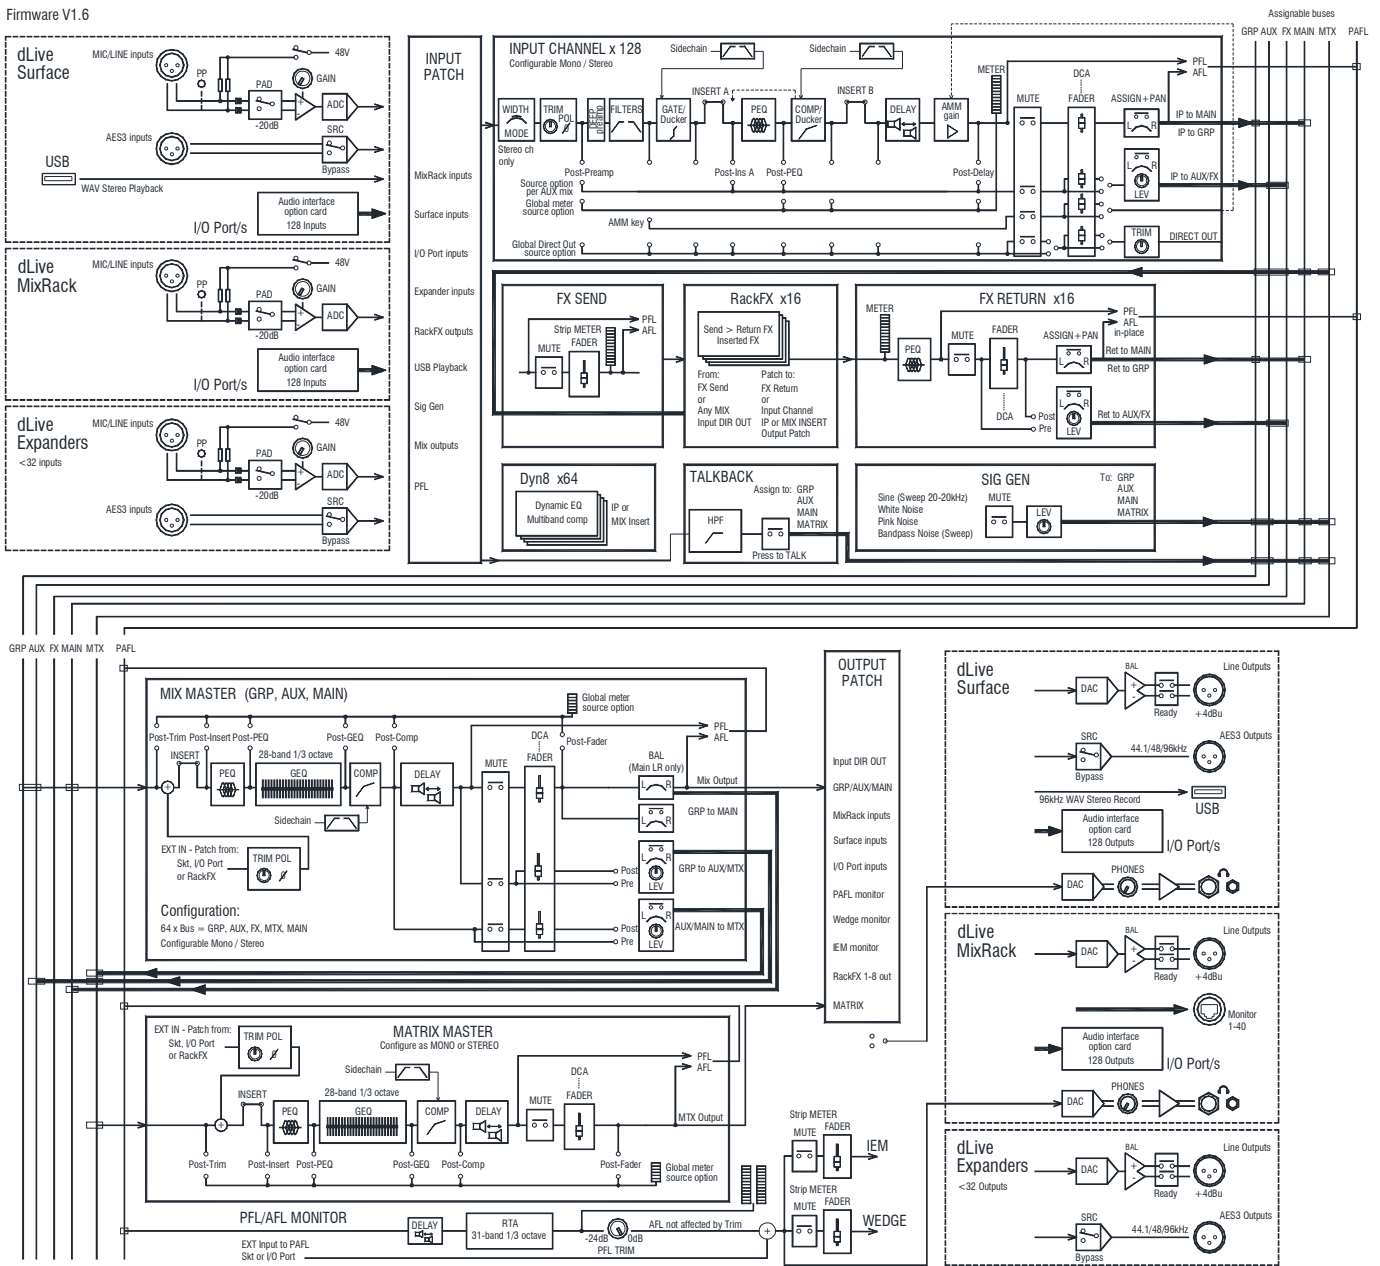 Firmware V1.6
Assignable buses
GRP AUX FX MAIN MTX PAFL
dLive
Surface
MIC/LINE inputs
48V
PP
GAIN
PAD
ADC
-20dB
SRC
AES3 inputs
Bypass
USB
WAV Stereo Playback
Audio interface
option card
128 Inputs
I/O Port/s
dLive
MixRack
MIC/LINE inputs
48V
PP
GAIN
PAD
ADC
-20dB
Audio interface
option card
128 Inputs
I/O Port/s
dLive
Expanders
<32 inputs
MIC/LINE inputs
48V
PP
GAIN
PAD
ADC
-20dB
SRC
AES3 inputs
Bypass
INPUT
PATCH
MixRack inputs
Surface inputs
I/O Port inputs
Expander inputs
RackFX outputs
USB Playback
Sig Gen
Mix outputs
PFL
INPUT CHANNEL x 128
Configurable Mono / Stereo
Sidechain
Sidechain
METER
PFL
AFL
DCA
INSERT A
INSERT B
MUTE
FADER
ASSIGN+PAN
WIDTH
MODE
Stereo ch
only
TRIM
POL
DEEP
preamp
FILTERS
GATE/
Ducker
PEQ
COMP/
Ducker
DELAY
AMM
gain
L R
IP to MAIN
IP to GRP
Post-Preamp
Post-Ins A
Post-PEQ
Post-Delay
Source option
per AUX mix
Global meter
source option
L R
LEV
IP to AUX/FX
AMM key
Global Direct Out
source option
TRIM
DIRECT OUT
FX SEND
PFL
AFL
Strip METER
FADER
MUTE
RackFX x16
Send > Return FX
Inserted FX
From:
FX Send
or
Any MIX
Input DIR OUT
Patch to:
FX Return
or
Input Channel
IP or MIX INSERT
Output Patch
FX RETURN x16
METER
PFL
AFL
in-place
FADER
MUTE
ASSIGN+PAN
PEQ
L R
Ret to MAIN
Ret to GRP
DCA
Post
Pre
L R
LEV
Ret to AUX/FX
Dyn8 x64
Dynamic EQ
Multiband comp
IP or
MIX Insert
TALKBACK
Assign to: GRP
AUX
MAIN
MATRIX
HPF
Press to TALK
SIG GEN
Sine (Sweep 20-20kHz)
White Noise
Pink Noise
Bandpass Noise (Sweep)
MUTE
LEV
To: GRP
AUX
MAIN
MATRIX
GRP AUX FX MAIN MTX PAFL
MIX MASTER (GRP, AUX, MAIN)
Global meter
source option
Post-Trim Post-Insert Post-PEQ Post-GEQ Post-Comp
Post-Fader
PFL
AFL
INSERT
28-band 1/3 octave
DCA
FADER
MUTE
BAL
(Main LR only)
PEQ
GEQ
COMP
DELAY
L R
Mix Output
Sidechain
L R
GRP to MAIN
EXT IN - Patch from:
Skt, I/O Port
or RackFX
TRIM POL
Post
Pre
L R
LEV
GRP to AUX/MTX
Configuration:
64 x Bus = GRP, AUX, FX, MTX, MAIN
Configurable Mono / Stereo
Post
Pre
L R
LEV
AUX/MAIN to MTX
MATRIX MASTER
Configure as MONO or STEREO
EXT IN - Patch from:
Skt, I/O Port
or RackFX
TRIM POL
Sidechain
PFL
AFL
DCA
FADER
MUTE
INSERT
28-band 1/3 octave
PEQ
GEQ
COMP
DELAY
MTX Output
Post-Trim
Post-Insert Post-PEQ
Post-GEQ Post-Comp
Post-Fader
Global meter
source option
PFL/AFL MONITOR
DELAY
RTA
31-band 1/3 octave
-24dB 0dB
PFL TRIM
AFL not affected by Trim
EXT Input to PAFL
Skt or I/O Port
Strip METER
MUTE FADER
IEM
Strip METER
MUTE FADER
WEDGE
OUTPUT
PATCH
Input DIR OUT
GRP/AUX/MAIN
MixRack inputs
Surface inputs
I/O Port inputs
PAFL monitor
Wedge monitor
IEM monitor
RackFX 1-8 out
MATRIX
dLive
Surface
BAL
Line Outputs
DAC
Ready
+4dBu
SRC
44.1/48/96kHz
AES3 Outputs
Bypass
96kHz WAV Stereo Record
USB
Audio interface
option card
128 Outputs
I/O Port/s
PHONES
DAC
dLive
MixRack
BAL
Line Outputs
DAC
Ready
+4dBu
Monitor
1-40
Audio interface
option card
128 Outputs
I/O Port/s
PHONES
DAC
dLive
Expanders
<32 Outputs
BAL
Line Outputs
DAC
Ready
+4dBu
SRC
44.1/48/96kHz
AES3 Outputs
Bypass